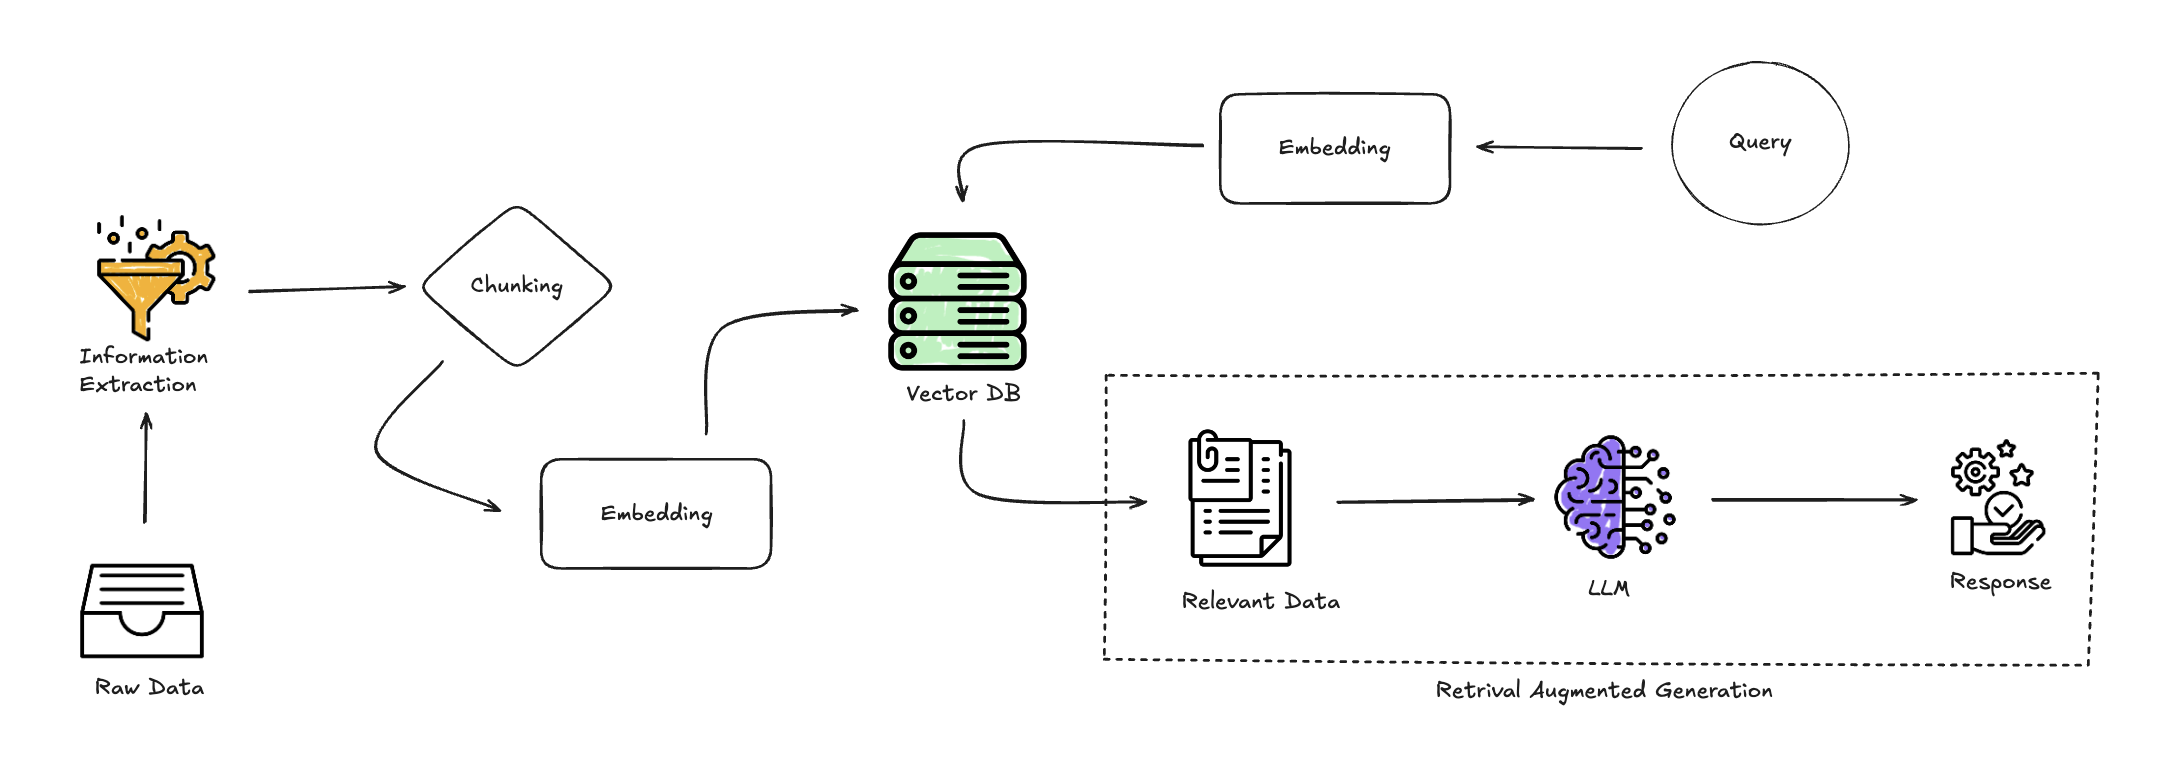 Query
Embedding
Chunking
Information
Extraction
Vector DB
Embedding
Relevant Data
LLM
Response
Raw Data
Retrival Augmented Generation